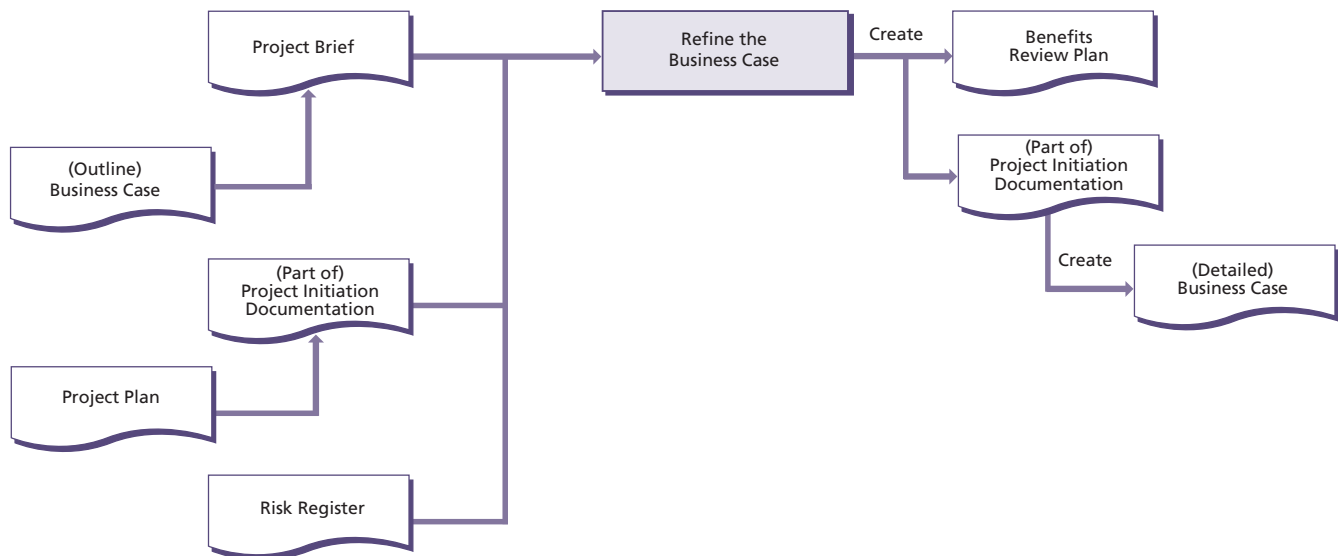 Project Brief
Refine the
Business Case
Create
Benefits
Review Plan
(Outline)
Business Case
(Part of)
Project Initiation
Documentation
(Part of)
Project Initiation
Documentation
Create
(Detailed)
Business Case
Project Plan
Risk Register